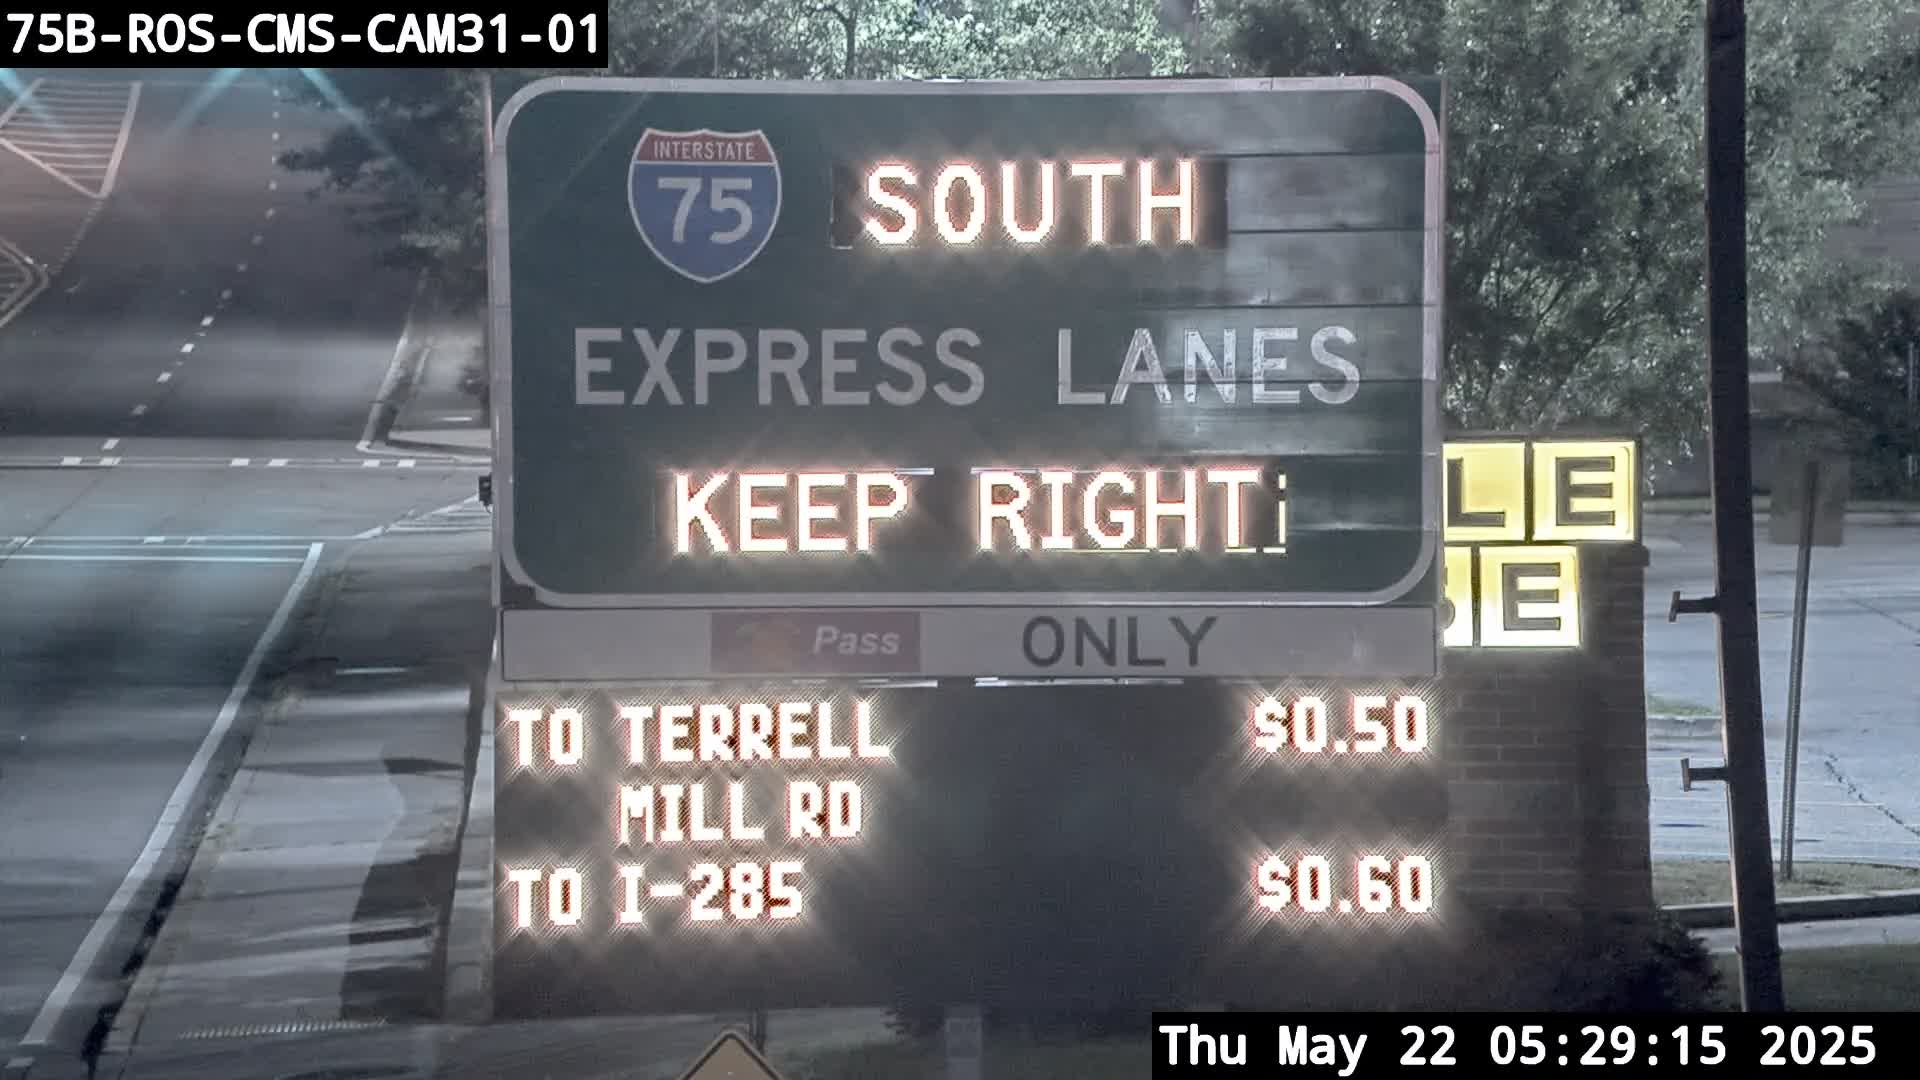 75B-ROS-CMS-CAM31-01
INTERSTATE
75
SOUTH
EXPRESS LANES
KEEP RIGHT
Pass ONLY
TO TERRELL $0.50
MILL RD
TO I-285 $0.60
LE
E
Thu May 22 05:29:15 2025